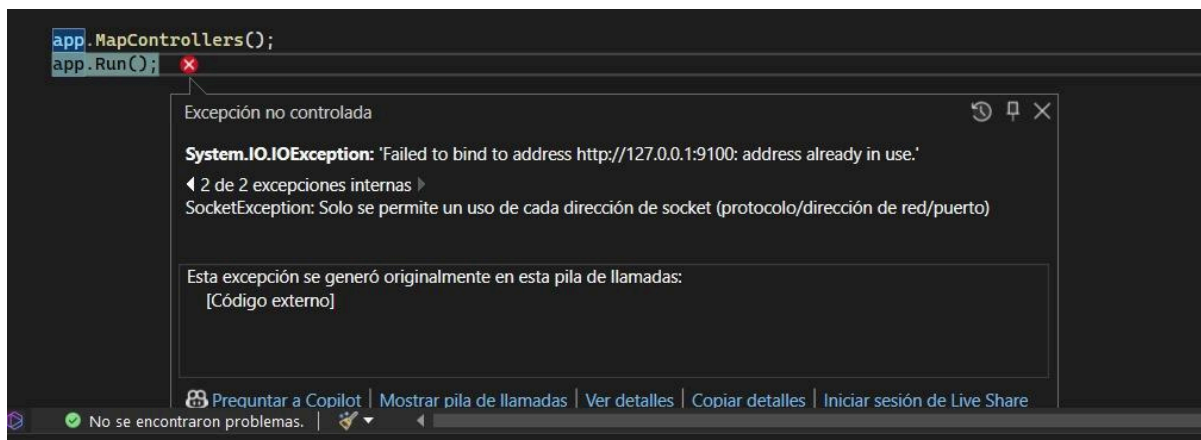 app.MapControllers();
app.Run();
Excepción no controlada
System.IO.IOException: 'Failed to bind to address http://127.0.0.1:9100: address already in use.'
2 de 2 excepciones internas
SocketException: Solo se permite un uso de cada dirección de socket (protocolo/dirección de red/puerto)
Esta excepción se generó originalmente en esta pila de llamadas:
[Código externo]
Preguntar a Copilot | Mostrar pila de llamadas | Ver detalles | Copiar detalles | Iniciar sesión de Live Share
No se encontraron problemas.